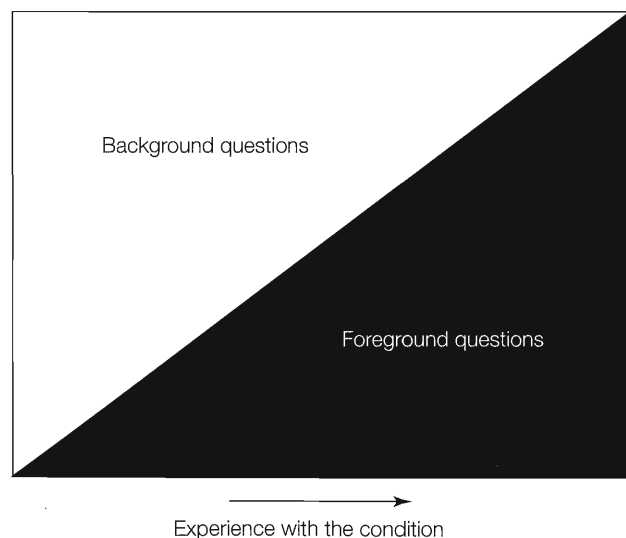 Background questions
Foreground questions
Experience with the condition